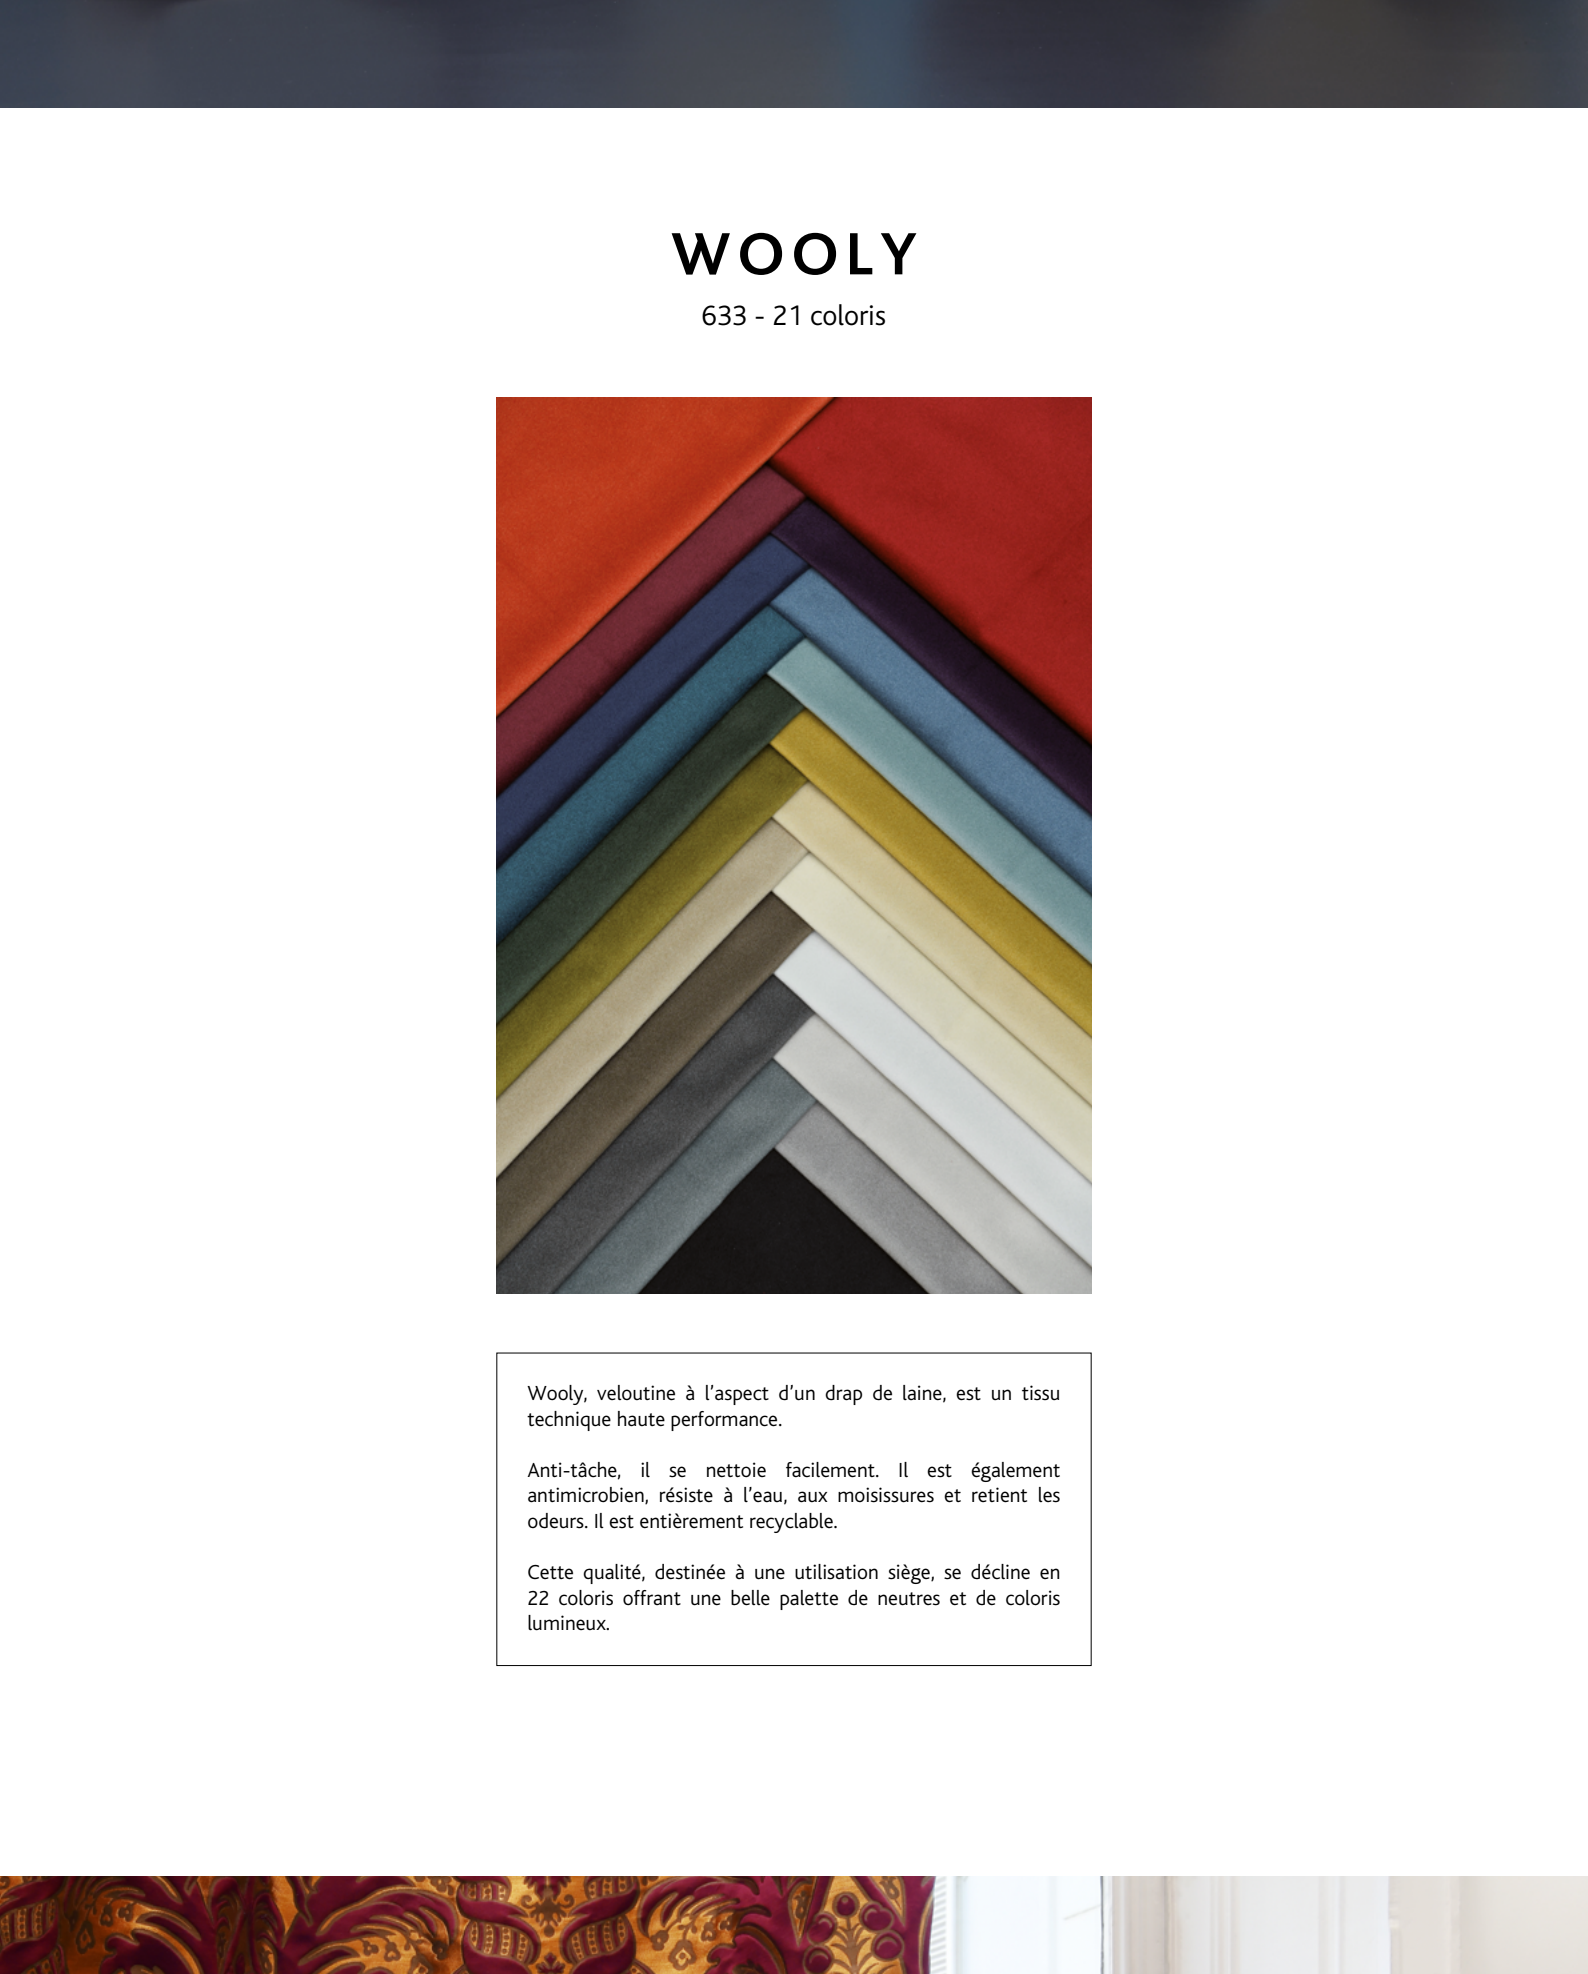 WOOLY
633 - 21 coloris
Wooly, veloutine à l’aspect d’un drap de laine, est un tissu
technique haute performance.
Anti-tâche, il se nettoie facilement. Il est également
antimicrobien, résiste à l’eau, aux moisissures et retient les
odeurs. Il est entièrement recyclable.
Cette qualité, destinée à une utilisation siège, se décline en
22 coloris offrant une belle palette de neutres et de coloris
lumineux.